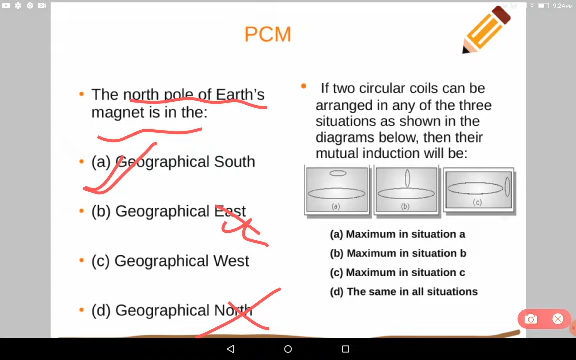 9:24 AM
PCM
• The north pole of Earth's
magnet is in the:
• (a) Geographical South
• (b) Geographical East
• (c) Geographical West
• (d) Geographical North
• If two circular coils can be
arranged in any of the three
situations as shown in the
diagrams below, then their
mutual induction will be:
(a) (b) (c)
(a) Maximum in situation a
(b) Maximum in situation b
(c) Maximum in situation c
(d) The same in all situations